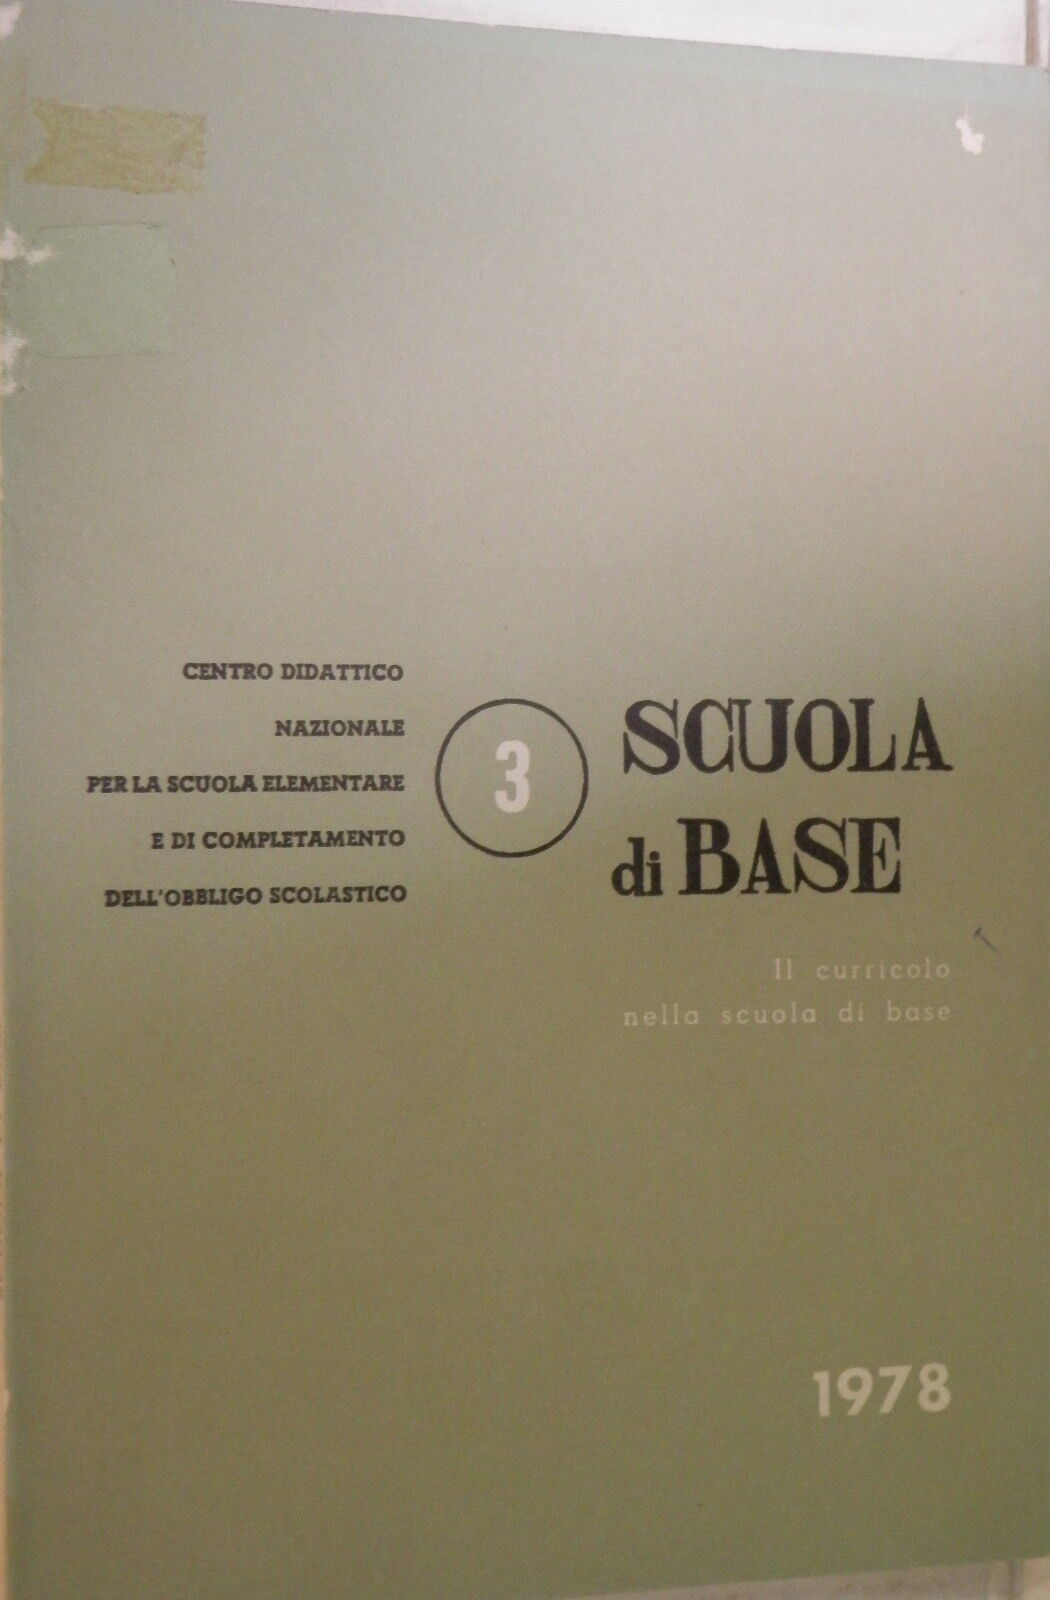 CENTRO DIDATTICO
NAZIONALE
PER LA SCUOLA ELEMENTARE
E DI COMPLETAMENTO
DELL'OBBLIGO SCOLASTICO
3
SCUOLA
di BASE
Il curricolo
nella scuola di base
1978